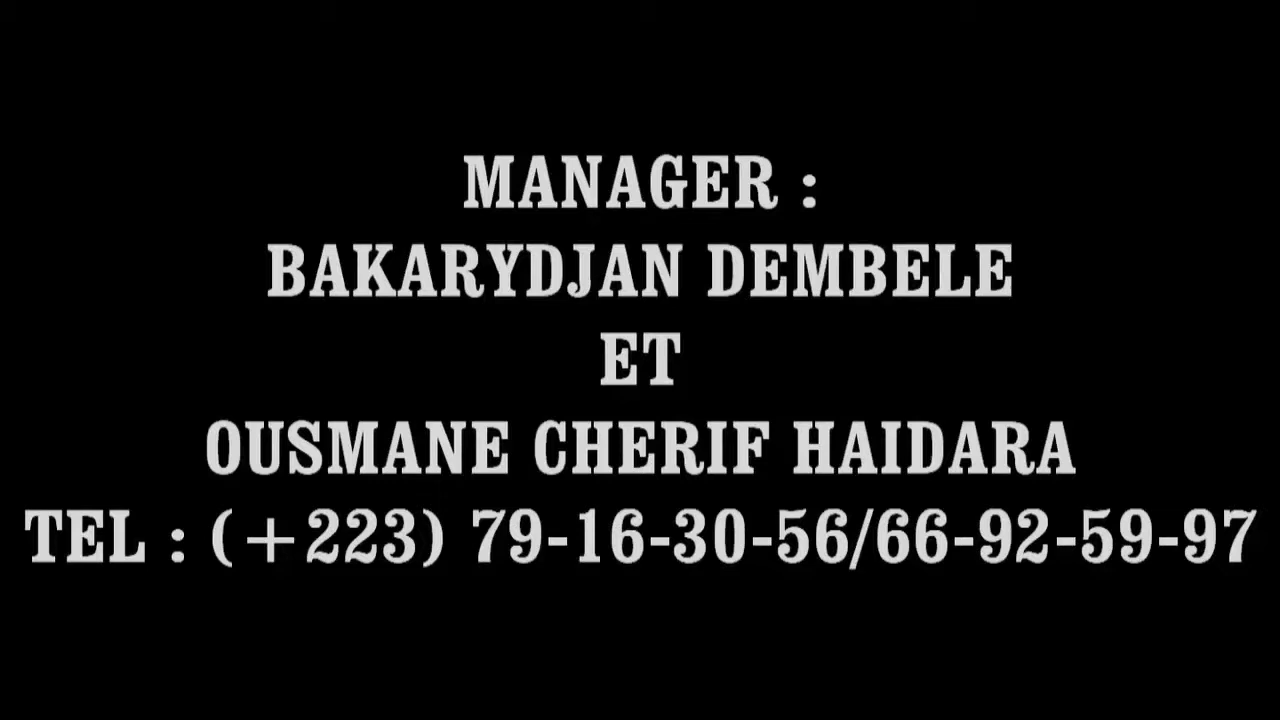 MANAGER :
BAKARYDJAN DEMBELE
ET
OUSMANE CHERIF HAIDARA
TEL : (+223) 79-16-30-56/66-92-59-97